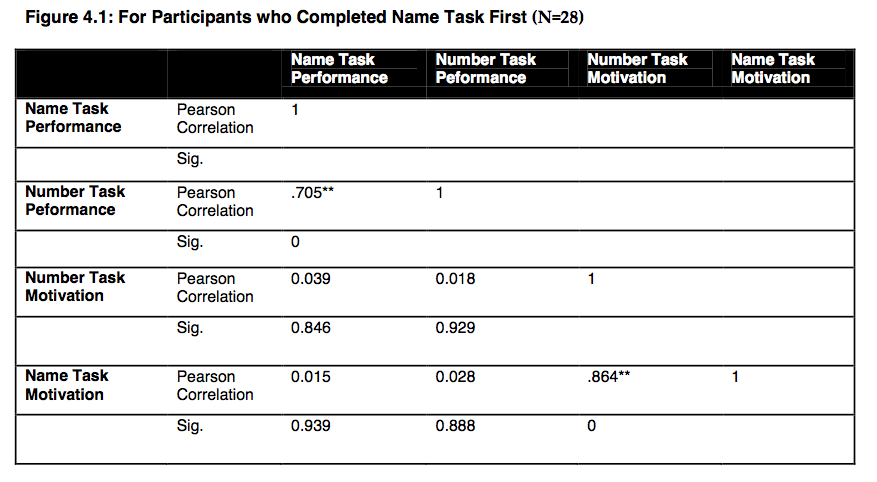 Figure 4.1: For Participants who Completed Name Task First (N=28)
Name Task Number Task Number Task Name Task
Performance Peformance Motivation Motivation
Name Task Pearson 1
Performance Correlation
Sig.
Number Task Pearson .705** 1
Peformance Correlation
Sig. 0
Number Task Pearson 0.039 0.018 1
Motivation Correlation
Sig. 0.846 0.929
Name Task Pearson 0.015 0.028 .864** 1
Motivation Correlation
Sig. 0.939 0.888 0